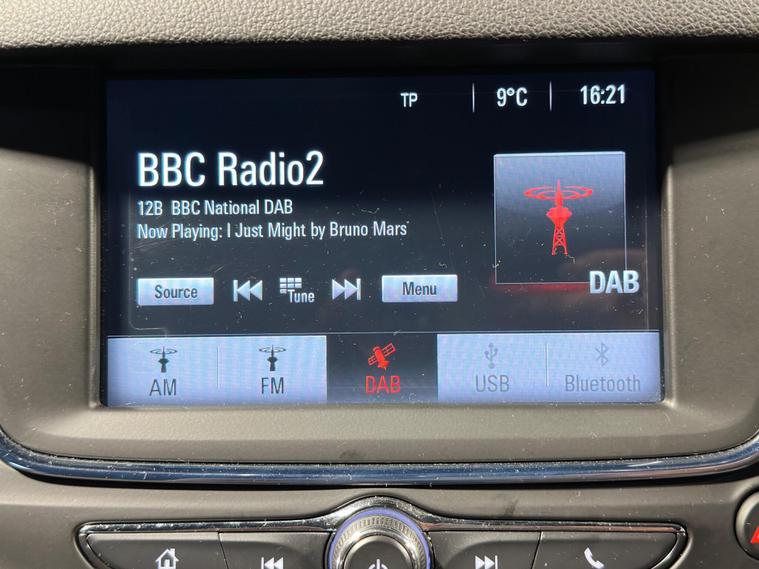 TP 9°C 16:21
BBC Radio2
12B BBC National DAB
Now Playing: I Just Might by Bruno Mars
DAB
Source Tune Menu
AM FM DAB USB Bluetooth